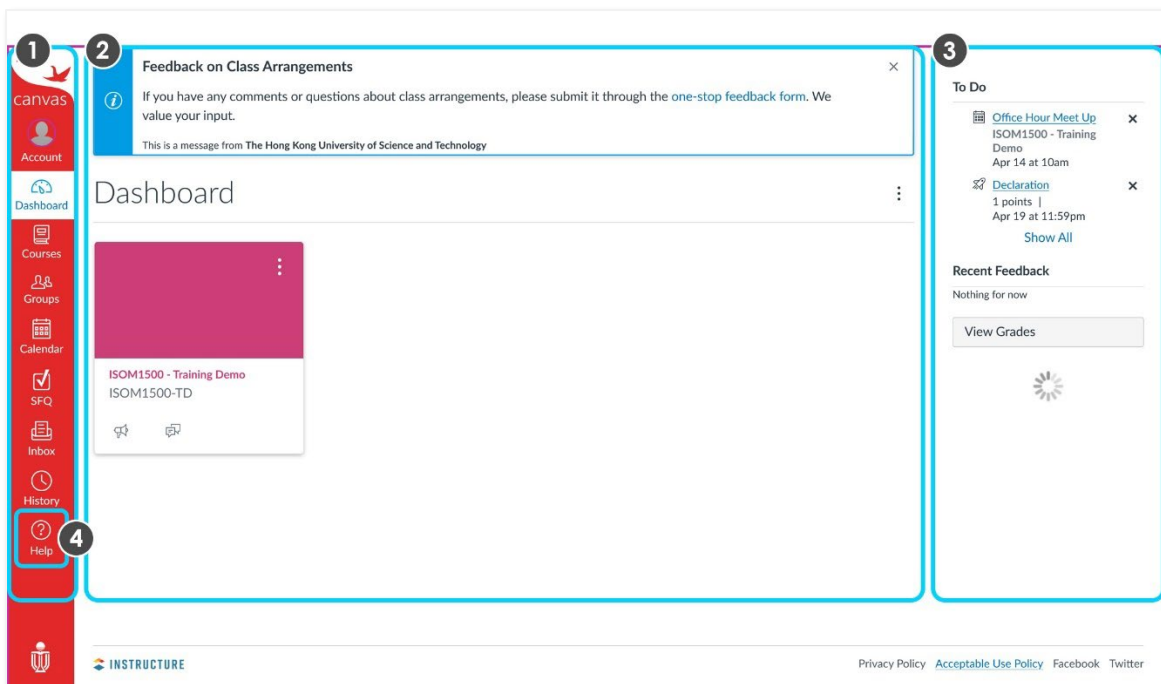 1
canvas
Account
Dashboard
Courses
Groups
Calendar
SFQ
Inbox
History
Help
4
2
Feedback on Class Arrangements
If you have any comments or questions about class arrangements, please submit it through the one-stop feedback form. We
value your input.
This is a message from The Hong Kong University of Science and Technology
Dashboard
ISOM1500 - Training Demo
ISOM1500-TD
3
To Do
Office Hour Meet Up
ISOM1500 - Training
Demo
Apr 14 at 10am
Declaration
1 points |
Apr 19 at 11:59pm
Show All
Recent Feedback
Nothing for now
View Grades
INSTRUCTURE
Privacy Policy Acceptable Use Policy Facebook Twitter